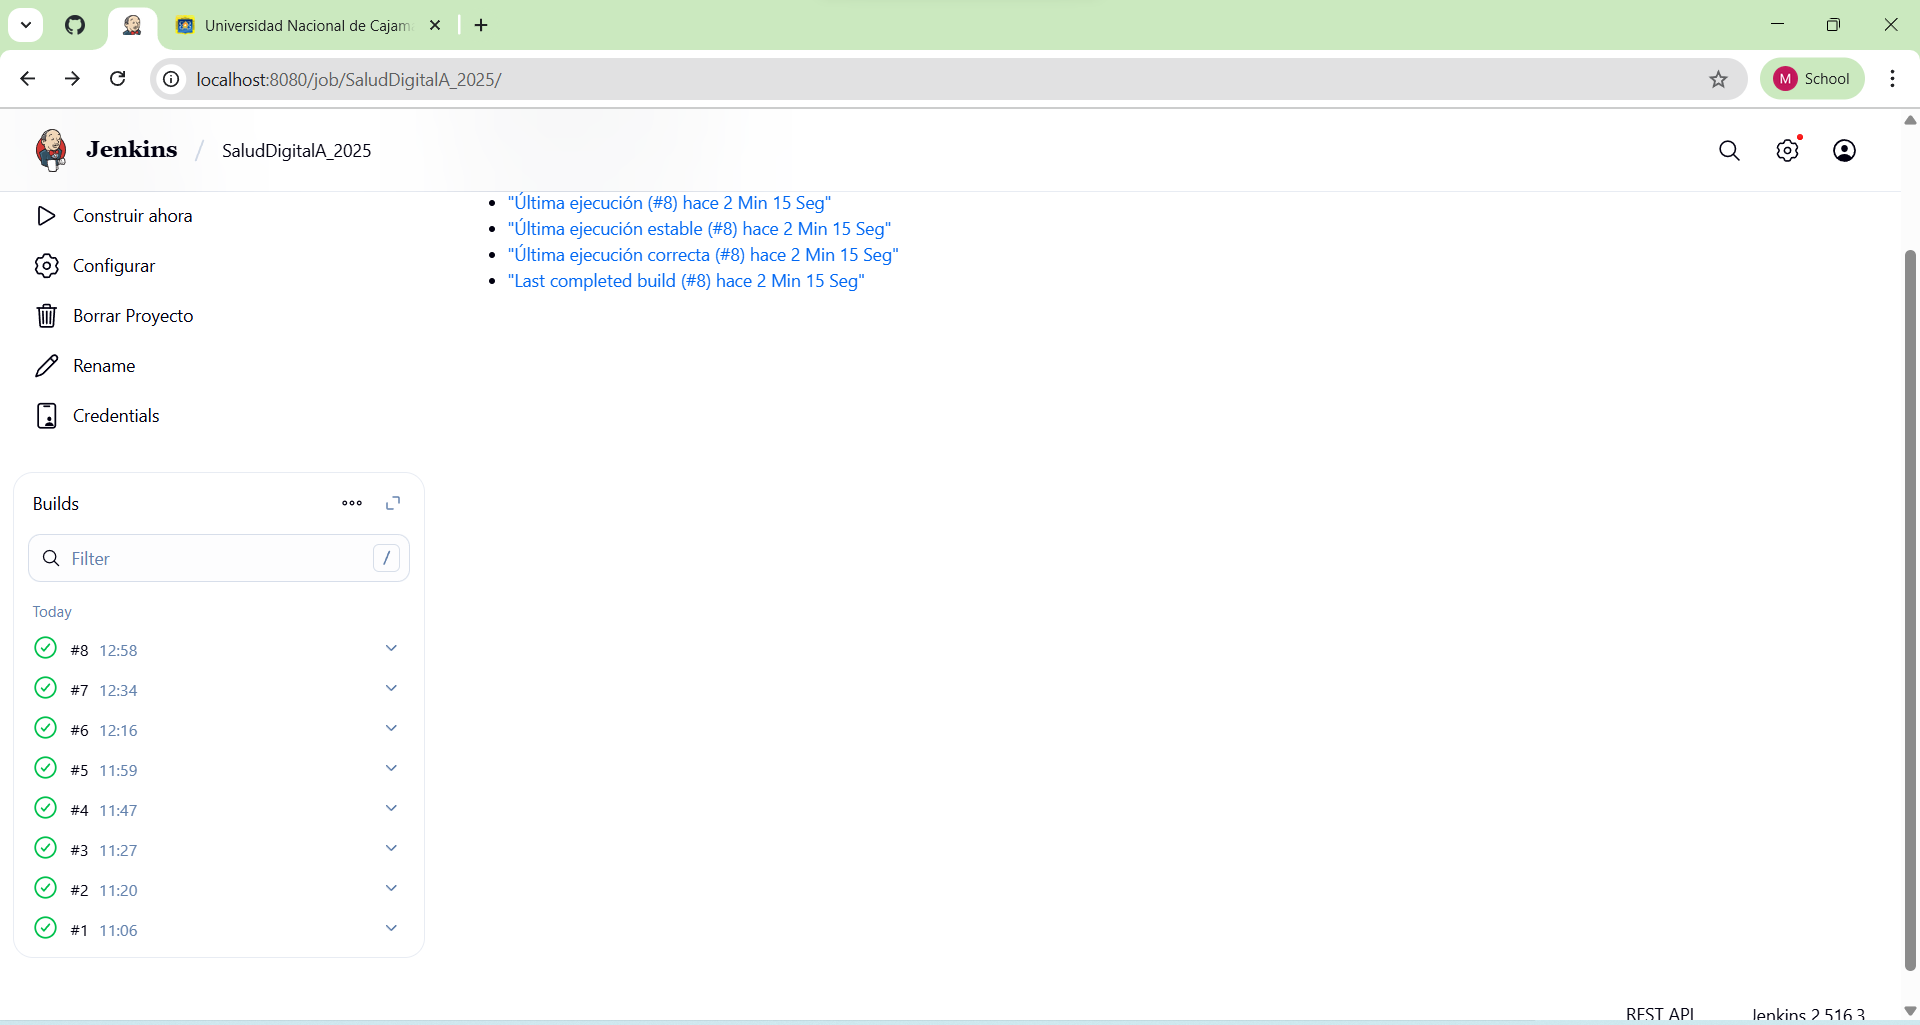 Universidad Nacional de Cajam
localhost:8080/job/SaludDigitalA_2025/
M School
Jenkins / SaludDigitalA_2025
Construir ahora
Configurar
Borrar Proyecto
Rename
Credentials
"Última ejecución (#8) hace 2 Min 15 Seg"
"Última ejecución estable (#8) hace 2 Min 15 Seg"
"Última ejecución correcta (#8) hace 2 Min 15 Seg"
"Last completed build (#8) hace 2 Min 15 Seg"
Builds
Filter /
Today
#8 12:58
#7 12:34
#6 12:16
#5 11:59
#4 11:47
#3 11:27
#2 11:20
#1 11:06
REST API Jenkins 2.516.3